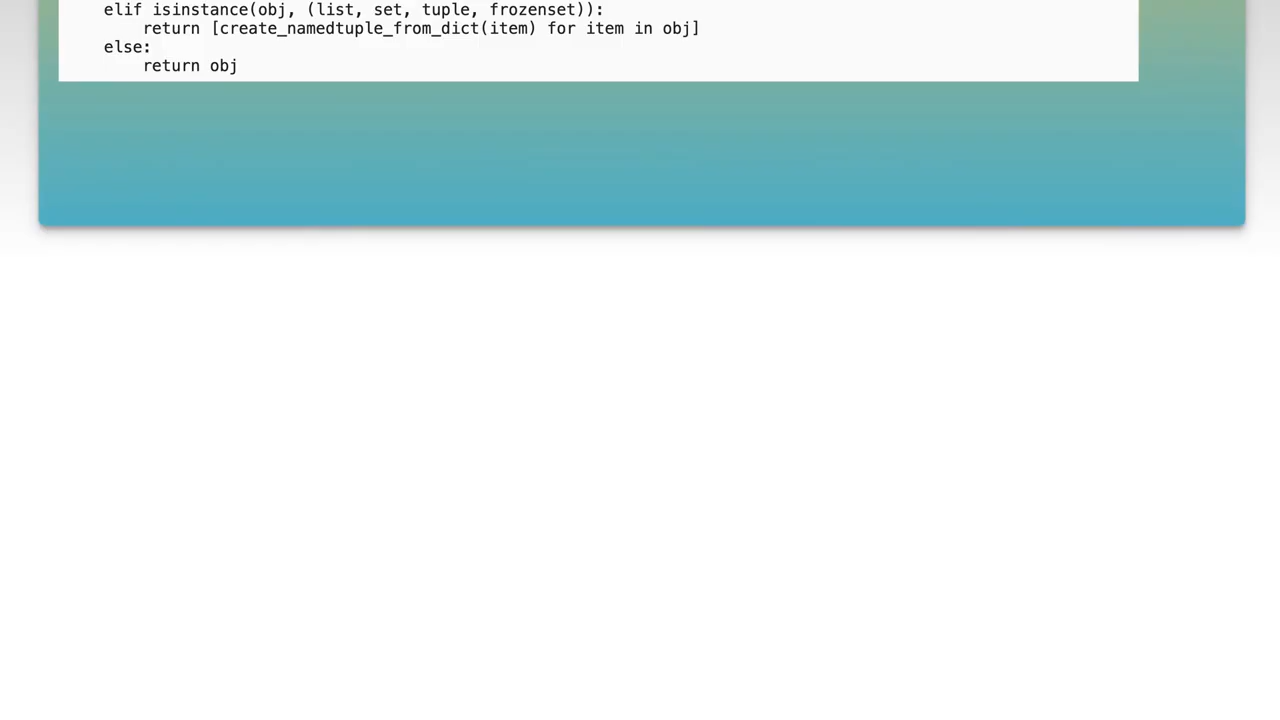 elif isinstance(obj, (list, set, tuple, frozenset)):
return [create_namedtuple_from_dict(item) for item in obj]
else:
return obj